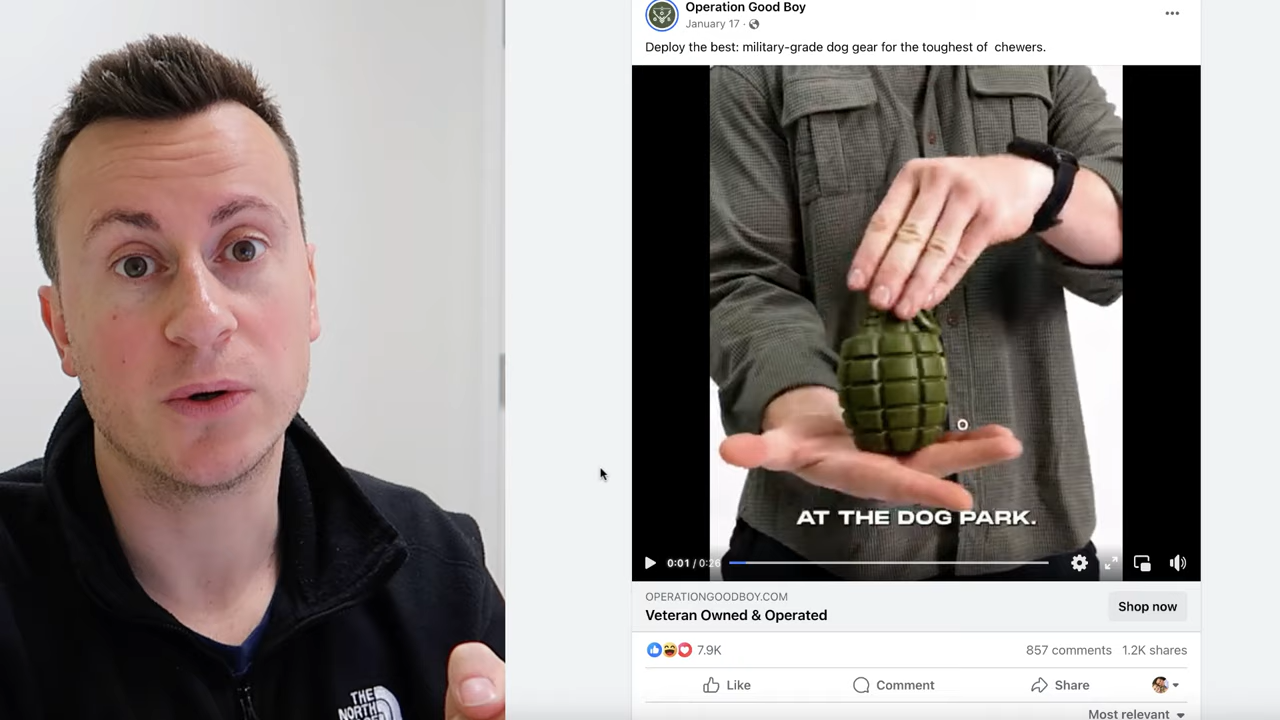 Operation Good Boy
January 17 ·
Deploy the best: military-grade dog gear for the toughest of chewers.
AT THE DOG PARK.
0:01 / 0:26
OPERATIONGOODBOY.COM
Veteran Owned & Operated
Shop now
7.9K
857 comments 1.2K shares
Like
Comment
Share
Most relevant
THE
NORTH